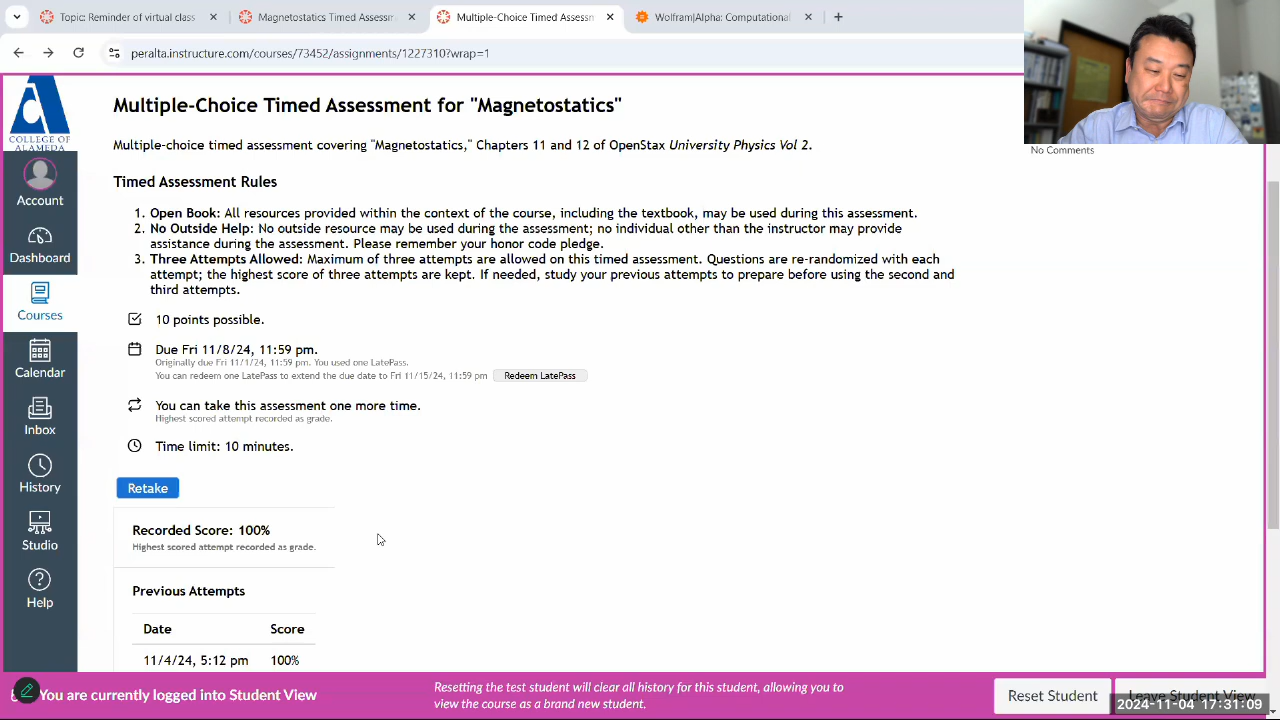 Reminder of virtual class
Magnetostatics Timed Assessm
Multiple-Choice Timed Assessm
Wolfram|Alpha: Computational
peralta.instructure.com/courses/73452/assignments/1227310?wrap=1
COLLEGE OF
ALAMEDA
Account
Dashboard
Courses
Calendar
Inbox
History
Studio
Help
No Comments
Multiple-Choice Timed Assessment for "Magnetostatics"
Multiple-choice timed assessment covering "Magnetostatics," Chapters 11 and 12 of OpenStax University Physics Vol 2.
Timed Assessment Rules
1. Open Book: All resources provided within the context of the course, including the textbook, may be used during this assessment.
2. No Outside Help: No outside resource may be used during the assessment; no individual other than the instructor may provide
assistance during the assessment. Please remember your honor code pledge.
3. Three Attempts Allowed: Maximum of three attempts are allowed on this timed assessment. Questions are re-randomized with each
attempt; the highest score of three attempts are kept. If needed, study your previous attempts to prepare before using the second and
third attempts.
10 points possible.
Due Fri 11/8/24, 11:59 pm.
Originally due Fri 11/1/24, 11:59 pm. You used one LatePass.
You can redeem one LatePass to extend the due date to Fri 11/15/24, 11:59 pm Redeem LatePass
You can take this assessment one more time.
Highest scored attempt recorded as grade.
Time limit: 10 minutes.
Retake
Recorded Score: 100%
Highest scored attempt recorded as grade.
Previous Attempts
Date Score
11/4/24, 5:12 pm 100%
You are currently logged into Student View
Resetting the test student will clear all history for this student, allowing you to
view the course as a brand new student.
Reset Student
Leave Student View
2024-11-04 17:31:09